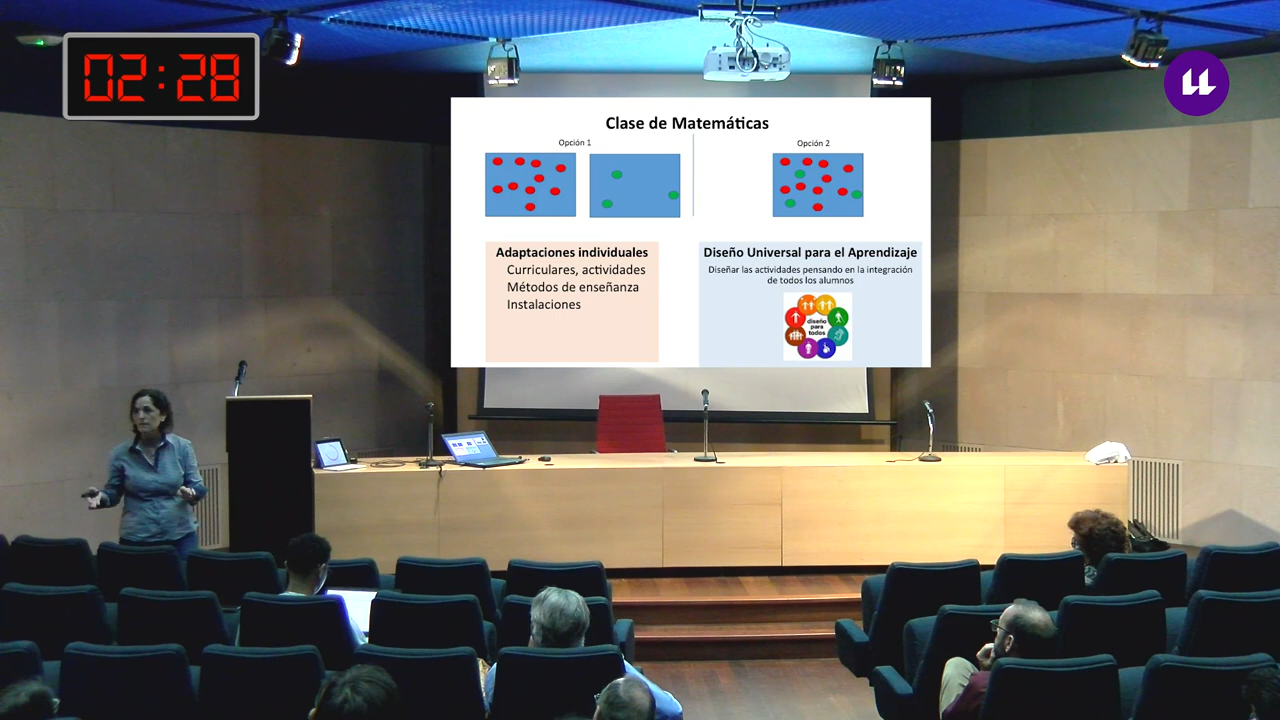 02:28
Clase de Matemáticas
Opción 1
Opción 2
Adaptaciones individuales
Curriculares, actividades
Métodos de enseñanza
Instalaciones
Diseño Universal para el Aprendizaje
Diseñar las actividades pensando en la integración
de todos los alumnos
diseño
para
todos
u